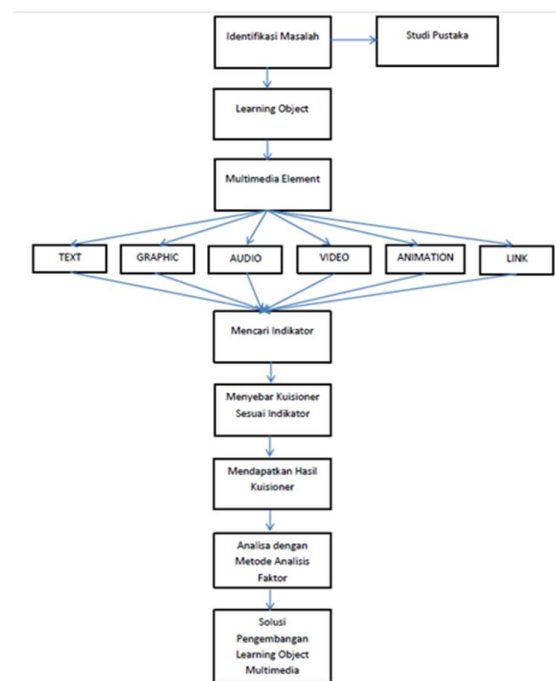 Identifikasi Masalah
Studi Pustaka
Learning Object
Multimedia Element
TEXT
GRAPHIC
AUDIO
VIDEO
ANIMATION
LINK
Mencari Indikator
Menyebar Kuisioner
Sesuai Indikator
Mendapatkan Hasil
Kuisioner
Analisa dengan
Metode Analisis
Faktor
Solusi
Pengembangan
Learning Object
Multimedia